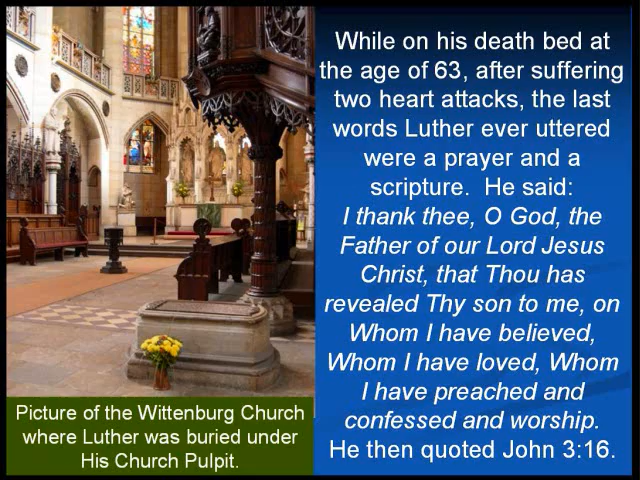 While on his death bed at
the age of 63, after suffering
two heart attacks, the last
words Luther ever uttered
were a prayer and a
scripture.  He said:
I thank thee, O God, the
Father of our Lord Jesus
Christ, that Thou has
revealed Thy son to me, on
Whom I have believed,
Whom I have loved, Whom
I have preached and
confessed and worship.
He then quoted John 3:16.
Picture of the Wittenburg Church
where Luther was buried under
His Church Pulpit.